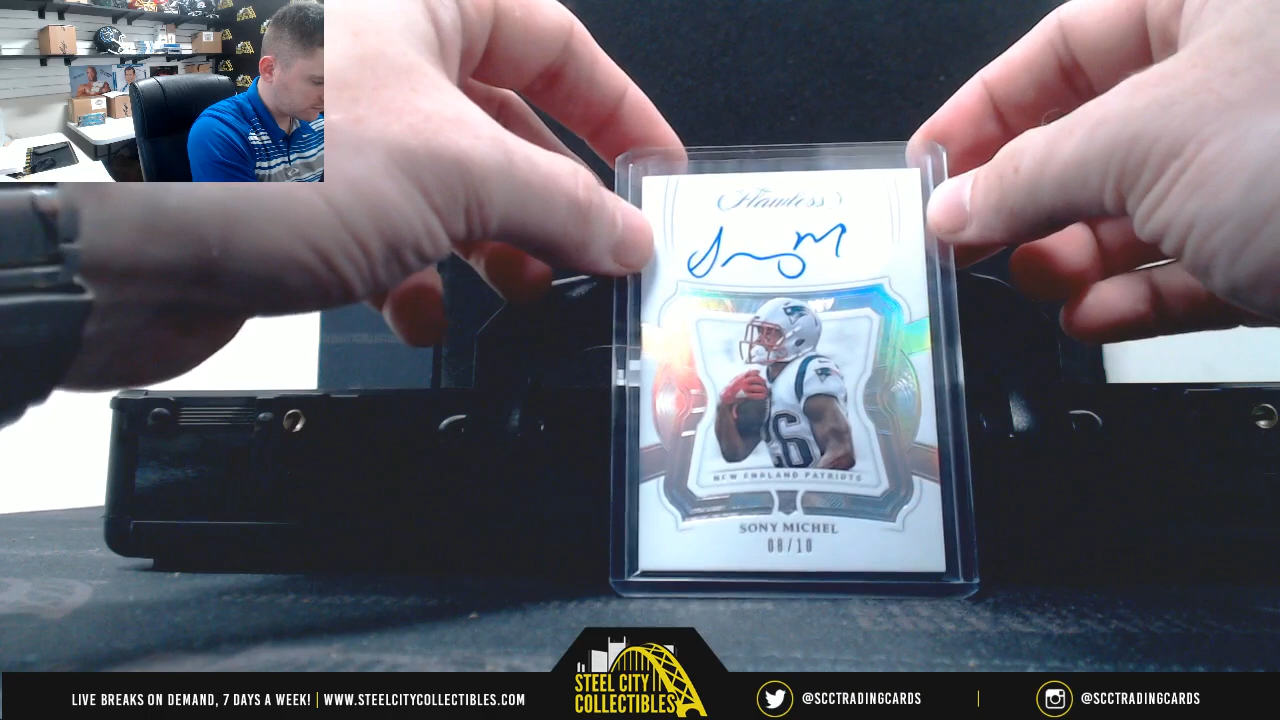 Flawless
NEW ENGLAND PATRIOTS
SONY MICHEL
08/10
LIVE BREAKS ON DEMAND, 7 DAYS A WEEK! | WWW.STEELCITYCOLLECTIBLES.COM
STEEL CITY
COLLECTIBLES
@SCCTRADINGCARDS | @SCCTRADINGCARDS